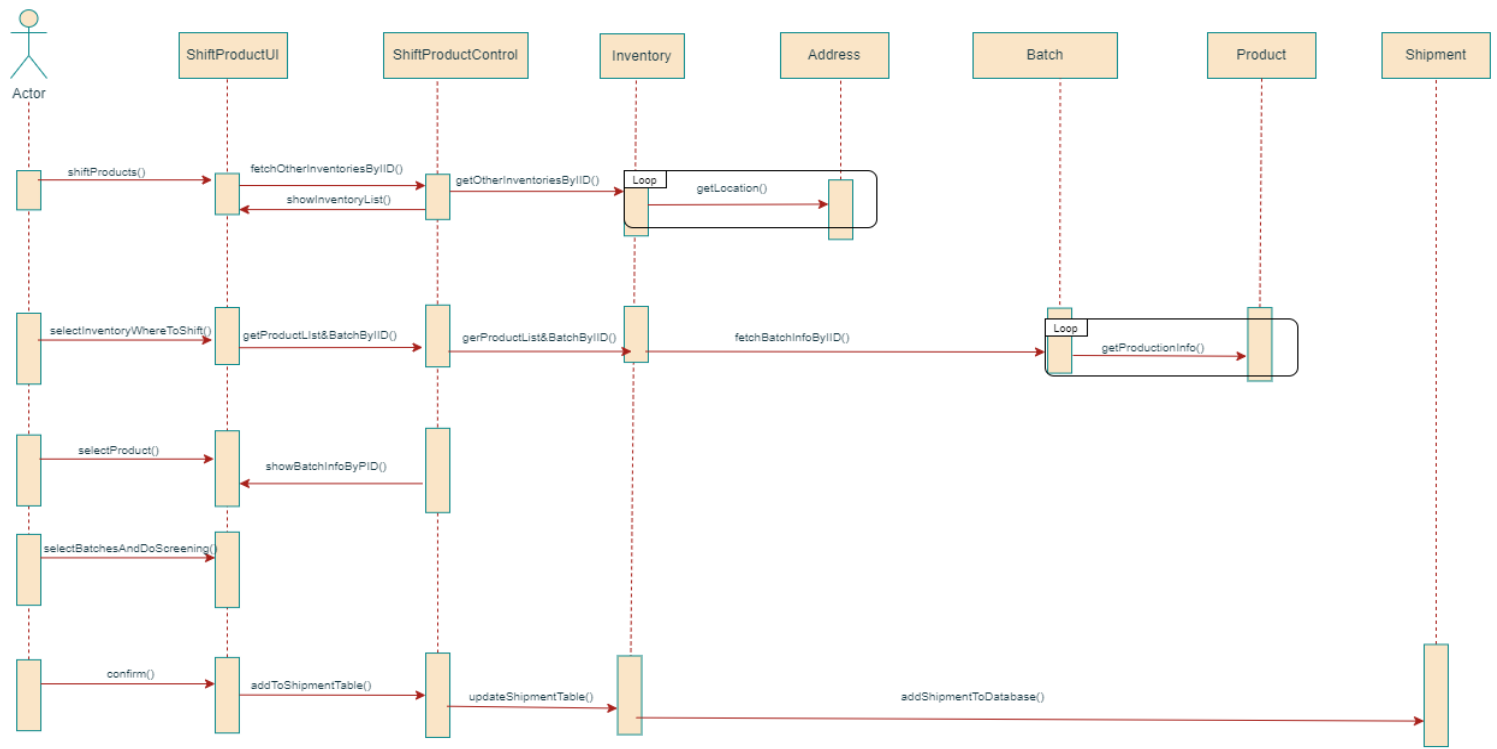 ShiftProductUI
ShiftProductControl
Inventory
Address
Batch
Product
Shipment
Actor
shiftProducts()
fetchOtherInventoriesByIID()
getOtherInventoriesByIID()
Loop
getLocation()
showInventoryList()
selectInventoryWhereToShift()
getProductLIst&BatchByIID()
gerProductList&BatchByIID()
fetchBatchInfoByIID()
Loop
getProductionInfo()
selectProduct()
showBatchInfoByPID()
selectBatchesAndDoScreening()
confirm()
addToShipmentTable()
updateShipmentTable()
addShipmentToDatabase()